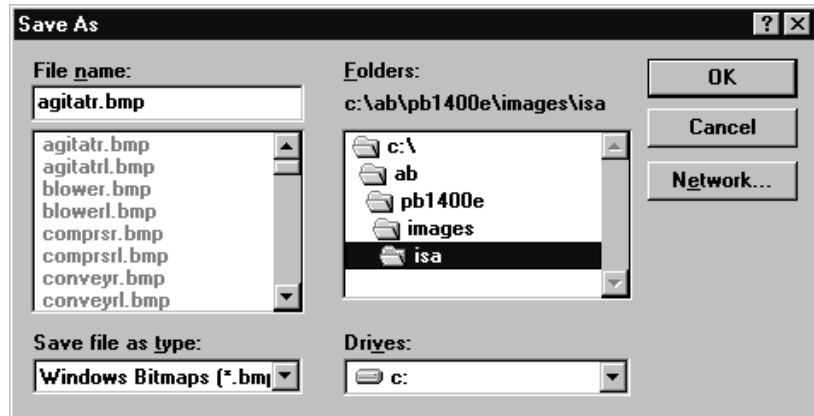 Save As
File name:
agitatr.bmp
agitatr.bmp
agitatrl.bmp
blower.bmp
blowerl.bmp
comprsr.bmp
comprsrl.bmp
conveyr.bmp
conveyrl.bmp
Save file as type:
Windows Bitmaps (*.bmp
Folders:
c:\ab\pb1400e\images\isa
c:\
ab
pb1400e
images
isa
Drives:
c:
OK
Cancel
Network...